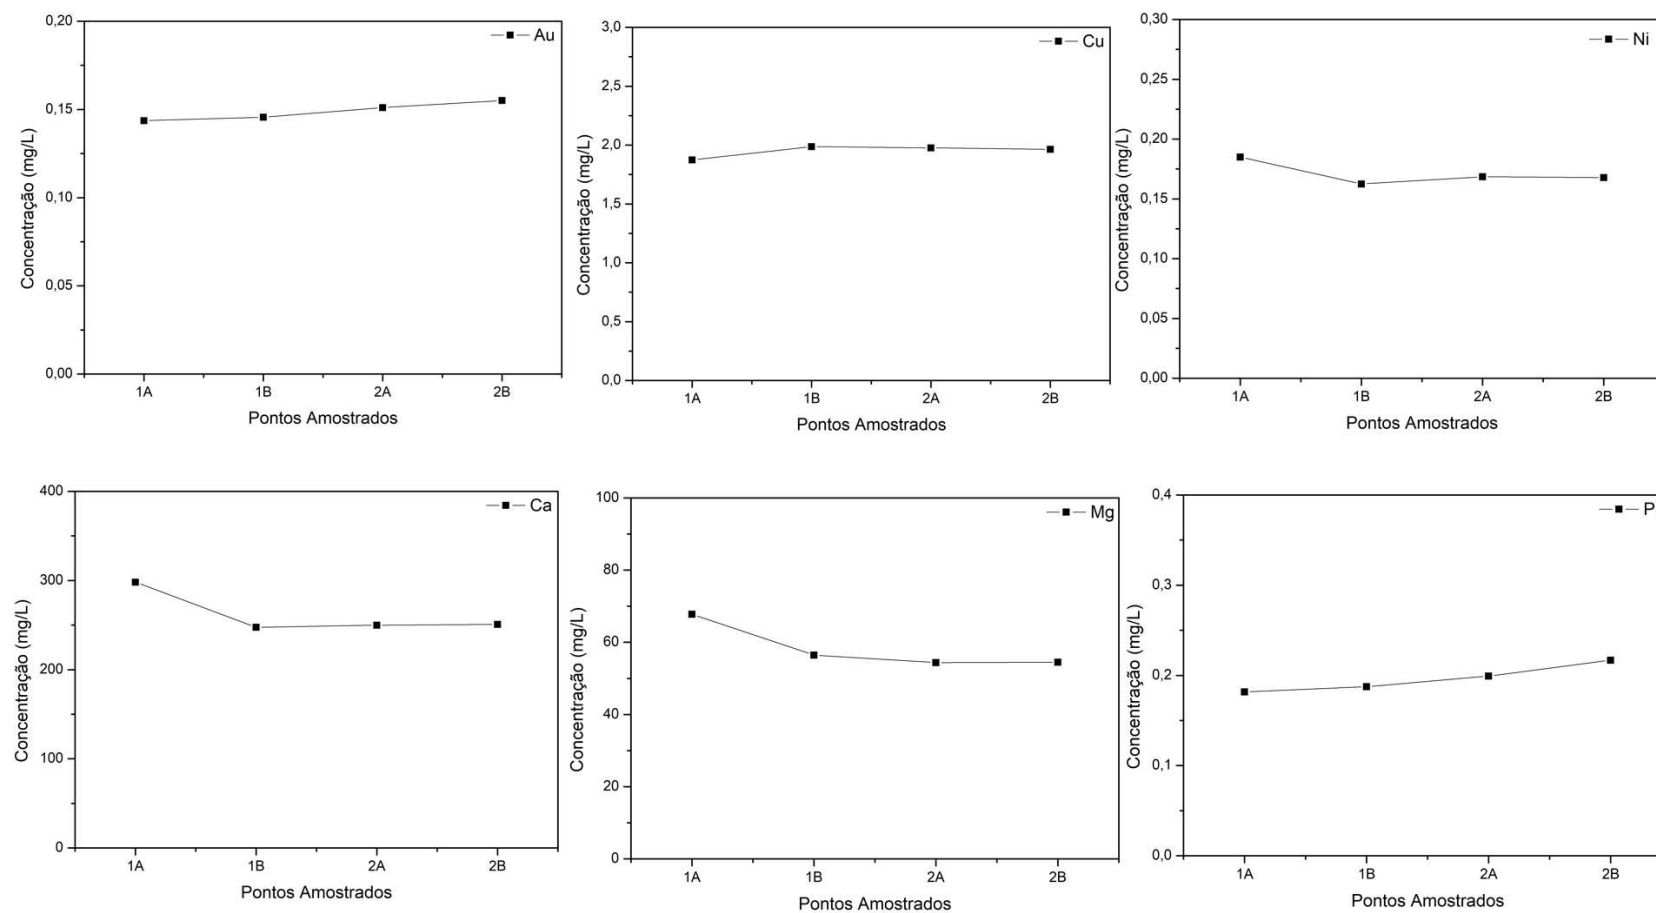 Au
Concentração (mg/L)
0,20
0,15
0,10
0,05
0,00
1A 1B 2A 2B
Pontos Amostrados
Cu
Concentração (mg/L)
3,0
2,5
2,0
1,5
1,0
0,5
0,0
1A 1B 2A 2B
Pontos Amostrados
Ni
Concentração (mg/L)
0,30
0,25
0,20
0,15
0,10
0,05
0,00
1A 1B 2A 2B
Pontos Amostrados
Ca
Concentração (mg/L)
400
300
200
100
0
1A 1B 2A 2B
Pontos Amostrados
Mg
Concentração (mg/L)
100
80
60
40
20
0
1A 1B 2A 2B
Pontos Amostrados
P
Concentração (mg/L)
0,4
0,3
0,2
0,1
0,0
1A 1B 2A 2B
Pontos Amostrados